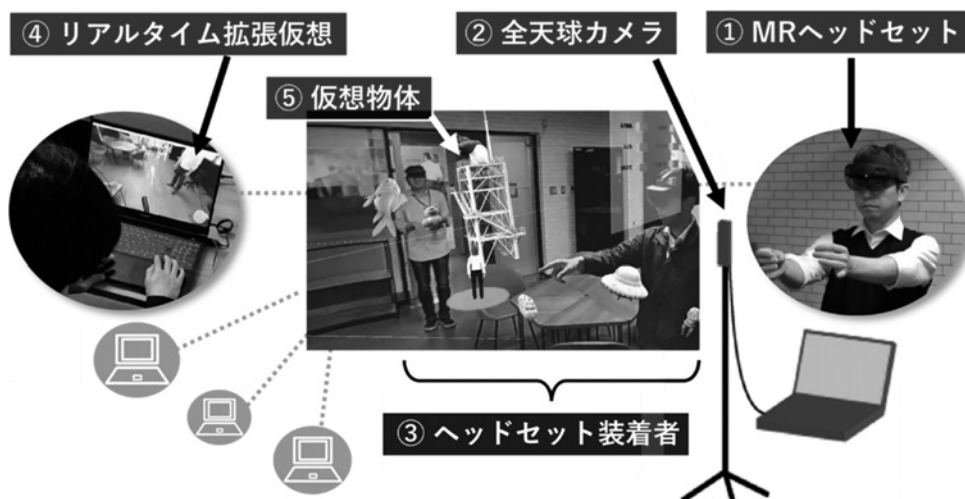 ④ リアルタイム拡張仮想
② 全天球カメラ
① MRヘッドセット
⑤ 仮想物体
③ ヘッドセット装着者